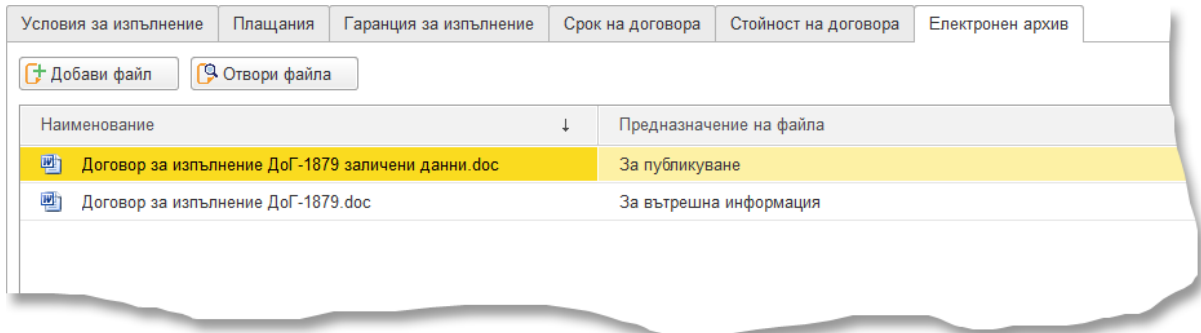 Условия за изпълнение Плащания Гаранция за изпълнение Срок на договора Стойност на договора Електронен архив
Добави файл Отвори файла
Наименование ↓ Предназначение на файла
Договор за изпълнение ДоГ-1879 заличени данни.doc За публикуване
Договор за изпълнение ДоГ-1879.doc За вътрешна информация